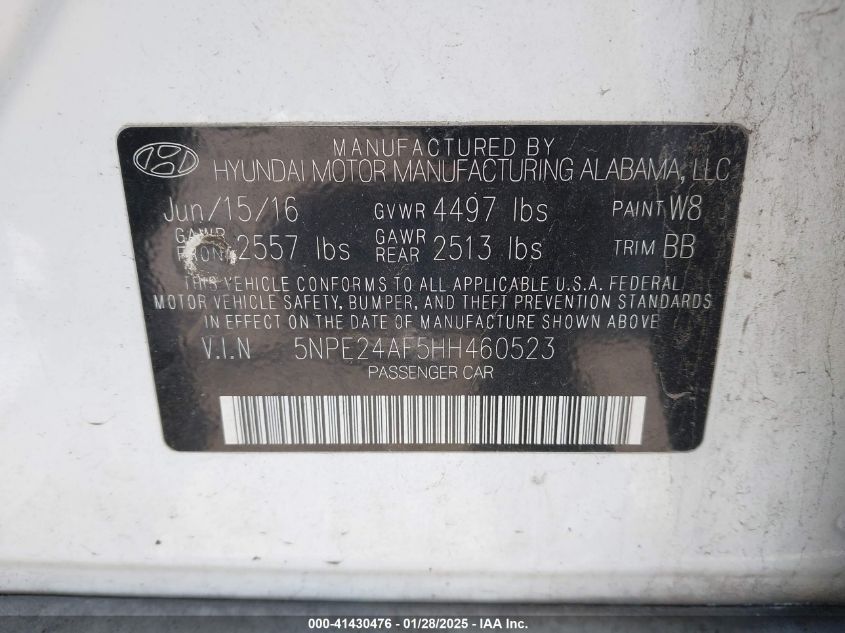 MANUFACTURED BY
HYUNDAI MOTOR MANUFACTURING ALABAMA, LLC
Jun/15/16 GVWR 4497 lbs PAINT W8
GAWR FRONT 2557 lbs GAWR REAR 2513 lbs TRIM BB
THIS VEHICLE CONFORMS TO ALL APPLICABLE U.S.A. FEDERAL
MOTOR VEHICLE SAFETY, BUMPER, AND THEFT PREVENTION STANDARDS
IN EFFECT ON THE DATE OF MANUFACTURE SHOWN ABOVE
V.I.N 5NPE24AF5HH460523
PASSENGER CAR
000-41430476 | 01/28/2025 | IAA Inc.